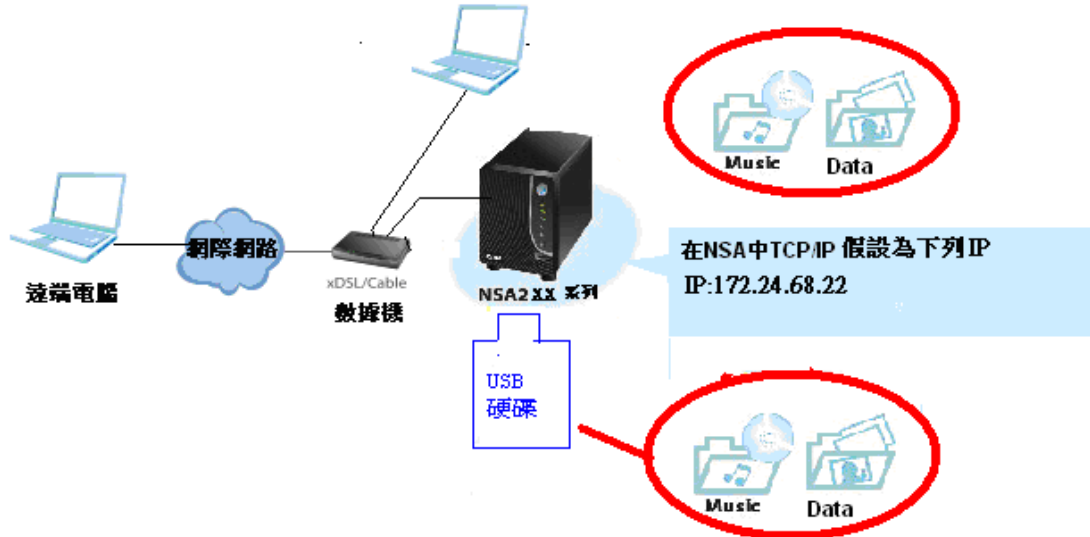 Music
Data
網際網路
遠端電腦
xDSL/Cable
數據機
NSA2XX 系列
在NSA中TCP/IP 假設為下列IP
IP:172.24.68.22
USB
硬碟
Music
Data